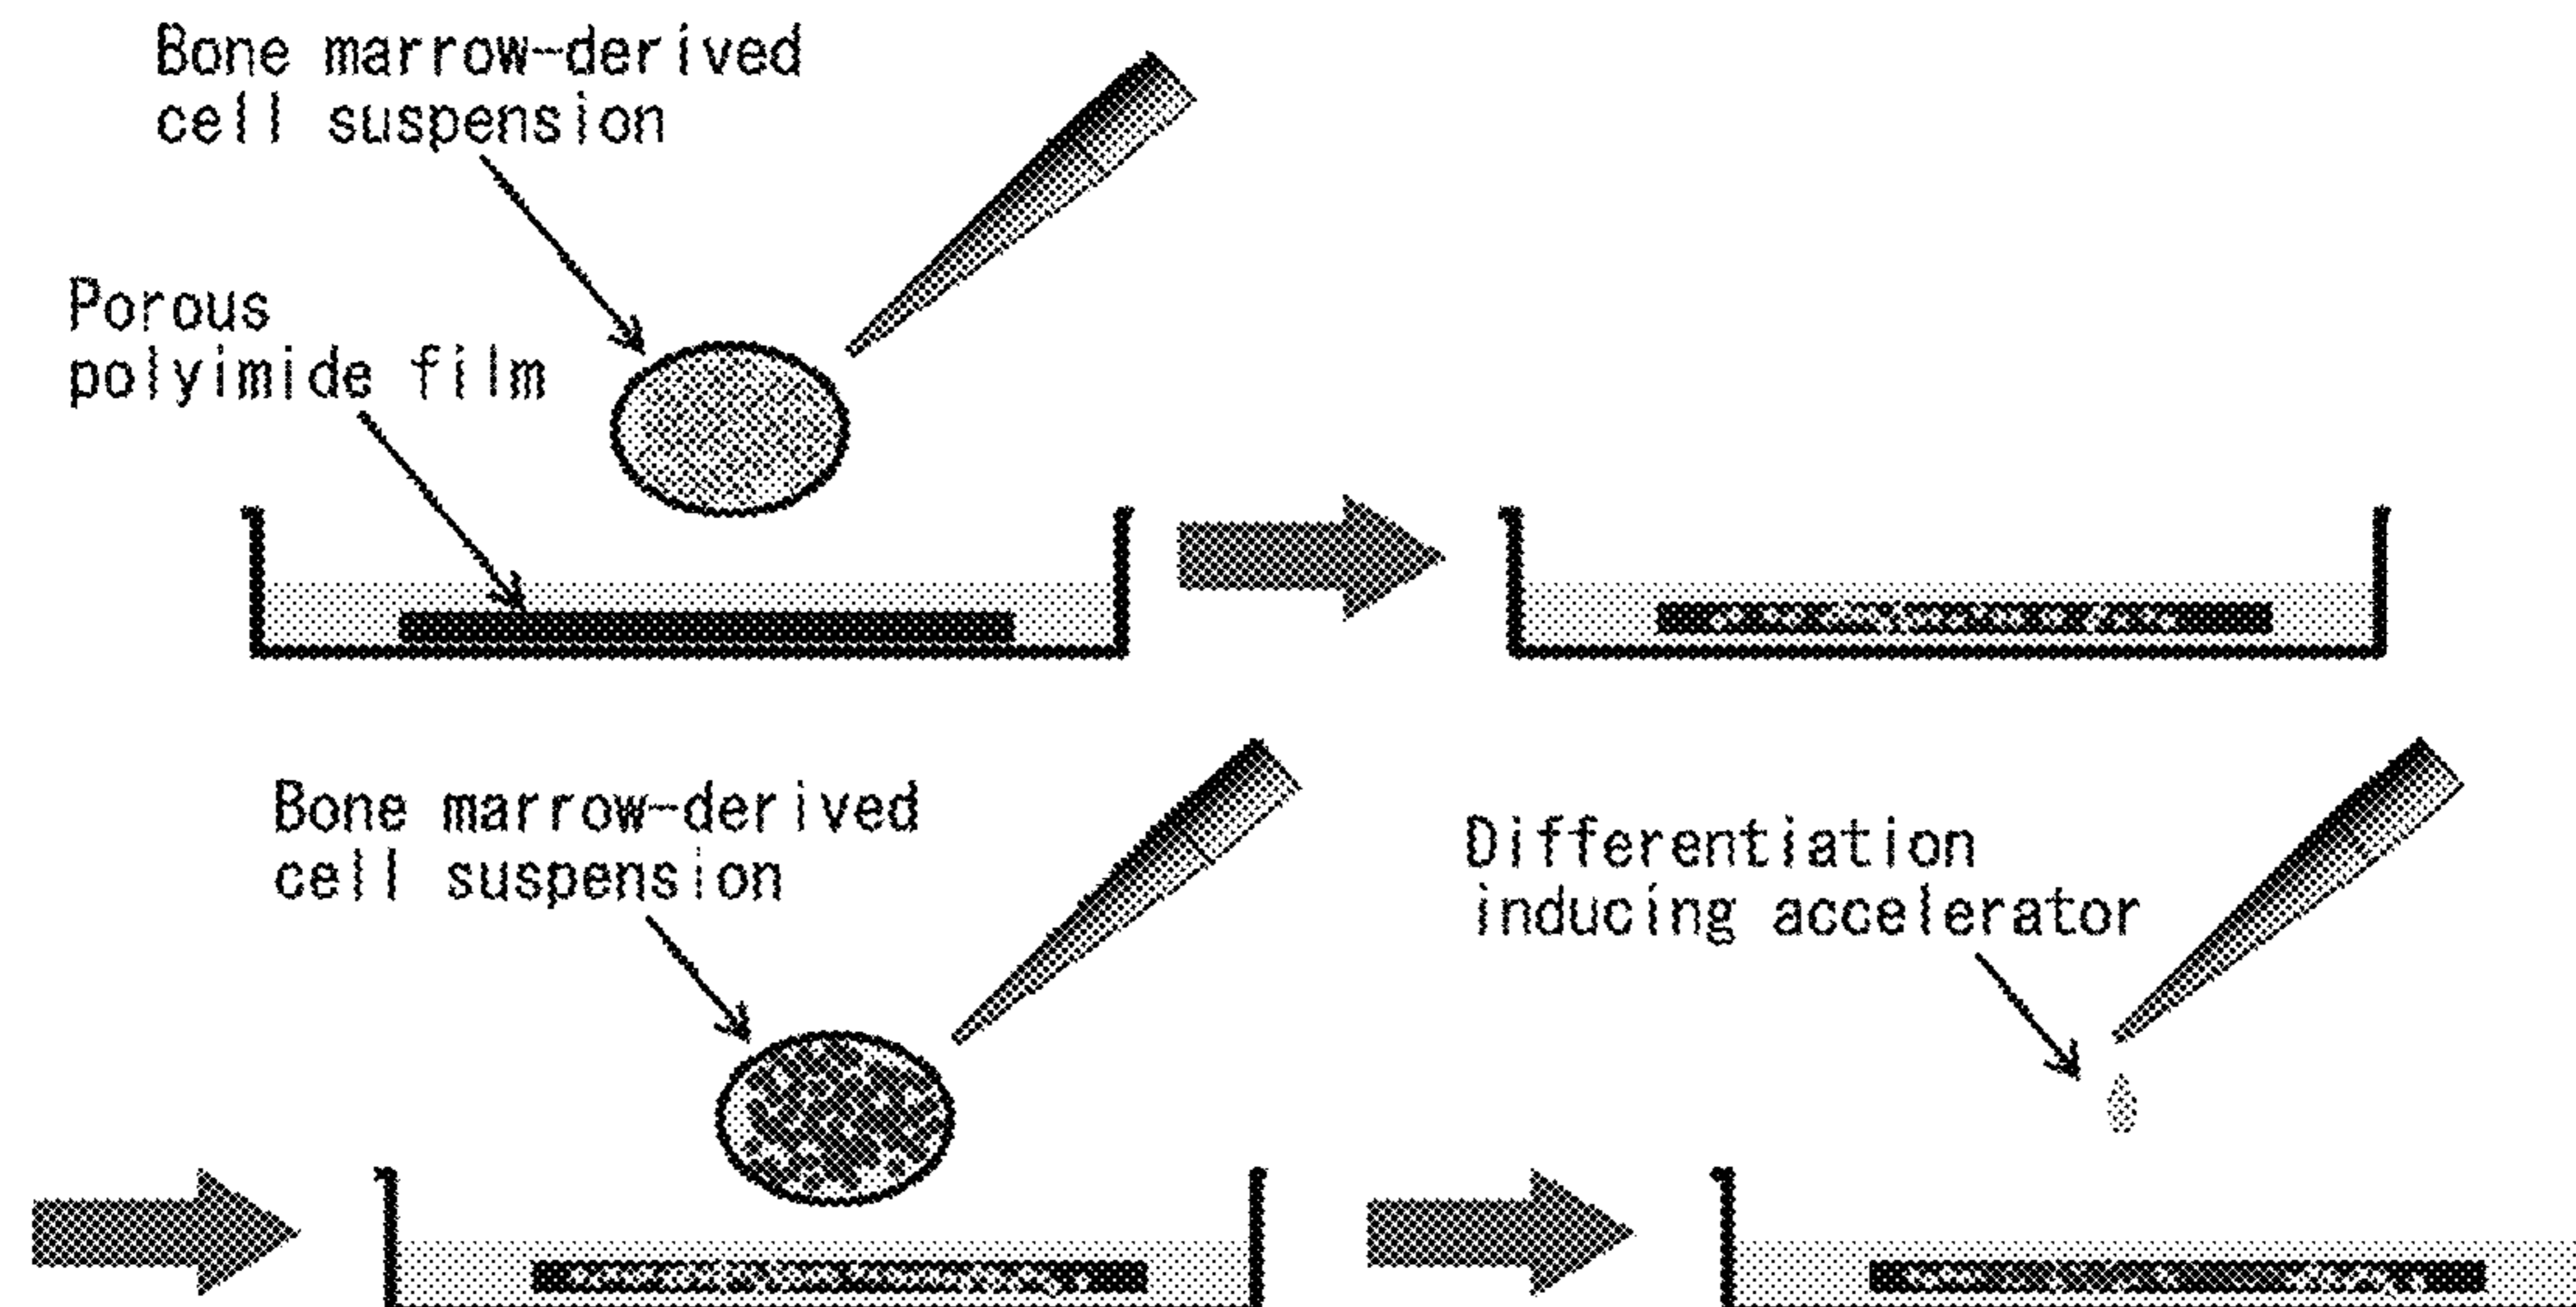 Bone marrow-derived
cell suspension
Porous
polyimide film
Bone marrow-derived
cell suspension
Differentiation
inducing accelerator